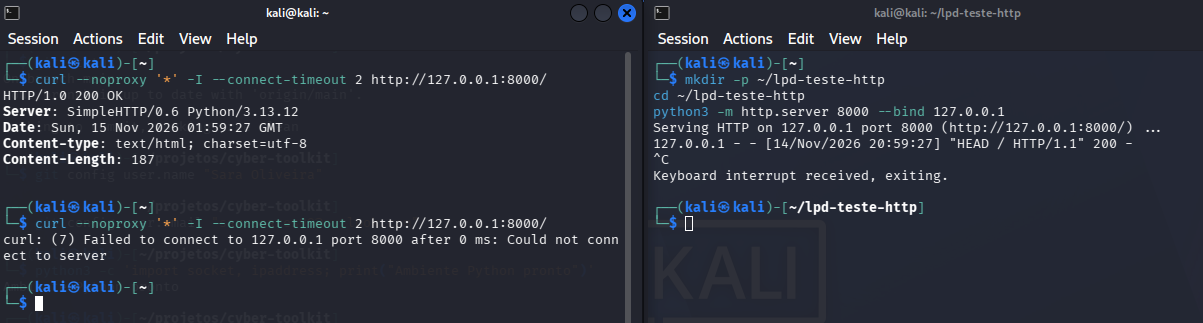 kali@kali: ~
Session Actions Edit View Help
┌──(kali㉿kali)-[~]
└─$ curl --noproxy '*' -I --connect-timeout 2 http://127.0.0.1:8000/
HTTP/1.0 200 OK
Server: SimpleHTTP/0.6 Python/3.13.12
Date: Sun, 15 Nov 2026 01:59:27 GMT
Content-type: text/html; charset=utf-8
Content-Length: 187
┌──(kali㉿kali)-[~]
└─$ curl --noproxy '*' -I --connect-timeout 2 http://127.0.0.1:8000/
curl: (7) Failed to connect to 127.0.0.1 port 8000 after 0 ms: Could not conn
ect to server
┌──(kali㉿kali)-[~]
└─$
kali@kali: ~/lpd-teste-http
Session Actions Edit View Help
┌──(kali㉿kali)-[~]
└─$ mkdir -p ~/lpd-teste-http
cd ~/lpd-teste-http
python3 -m http.server 8000 --bind 127.0.0.1
Serving HTTP on 127.0.0.1 port 8000 (http://127.0.0.1:8000/) ...
127.0.0.1 - - [14/Nov/2026 20:59:27] "HEAD / HTTP/1.1" 200 -
^C
Keyboard interrupt received, exiting.
┌──(kali㉿kali)-[~/lpd-teste-http]
└─$
KALI